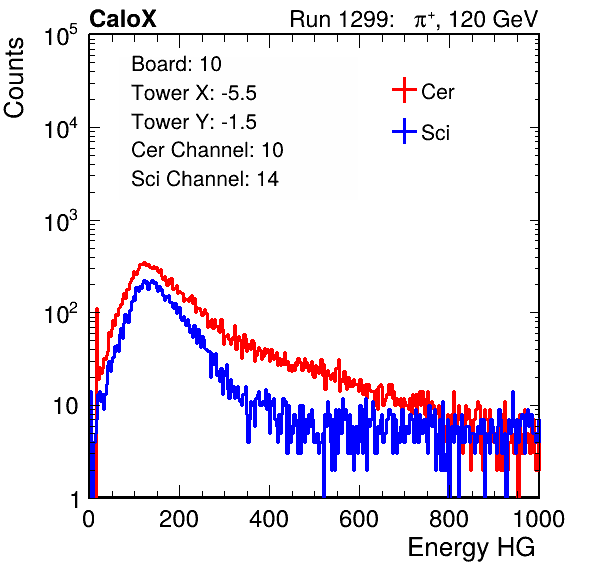 CaloX Run 1299: π⁺, 120 GeV
Counts
10⁵
10⁴
10³
10²
10
1
Board: 10
Tower X: -5.5
Tower Y: -1.5
Cer Channel: 10
Sci Channel: 14
Cer
Sci
0 200 400 600 800 1000
Energy HG